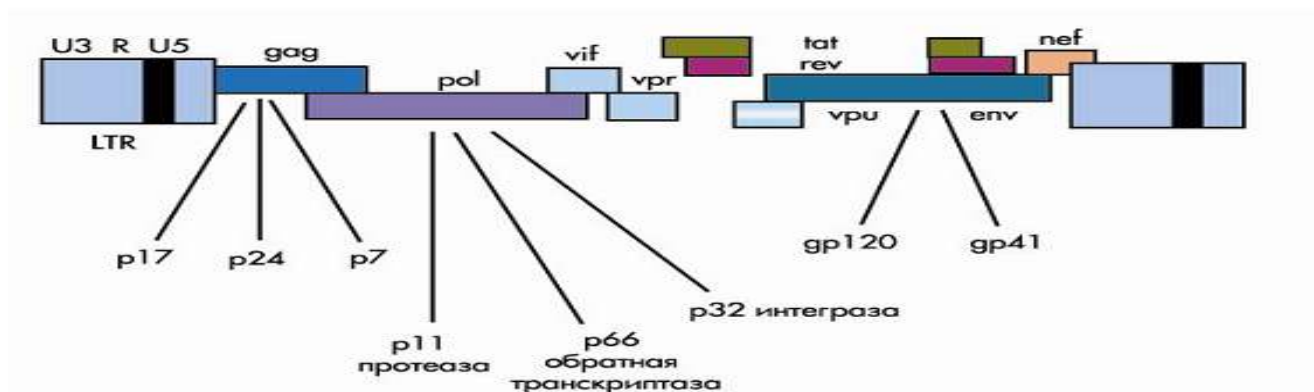 U3 R U5
gag
pol
vif
vpr
tat
rev
nef
LTR
vpu
env
p17
p24
p7
gp120
gp41
p11
протеаза
p66
обратная
транскриптаза
p32 интеграза